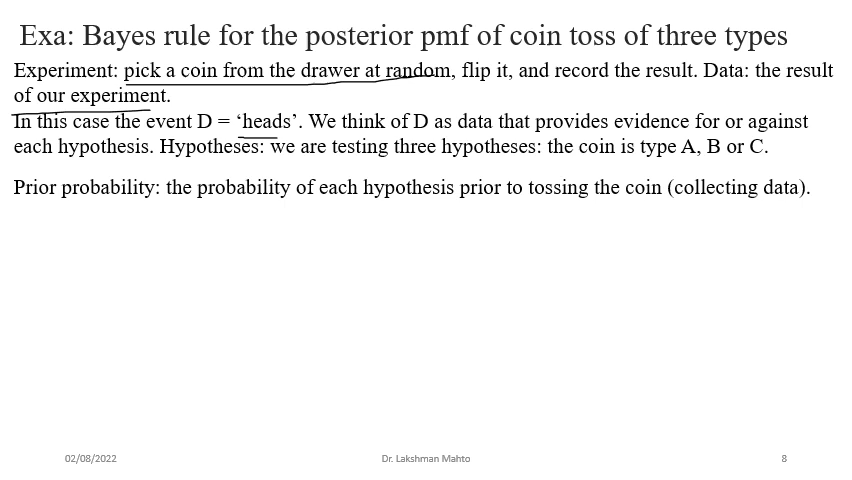 Exa: Bayes rule for the posterior pmf of coin toss of three types
Experiment: pick a coin from the drawer at random, flip it, and record the result. Data: the result
of our experiment.
In this case the event D = ‘heads’. We think of D as data that provides evidence for or against
each hypothesis. Hypotheses: we are testing three hypotheses: the coin is type A, B or C.
Prior probability: the probability of each hypothesis prior to tossing the coin (collecting data).
02/08/2022
Dr. Lakshman Mahto
8